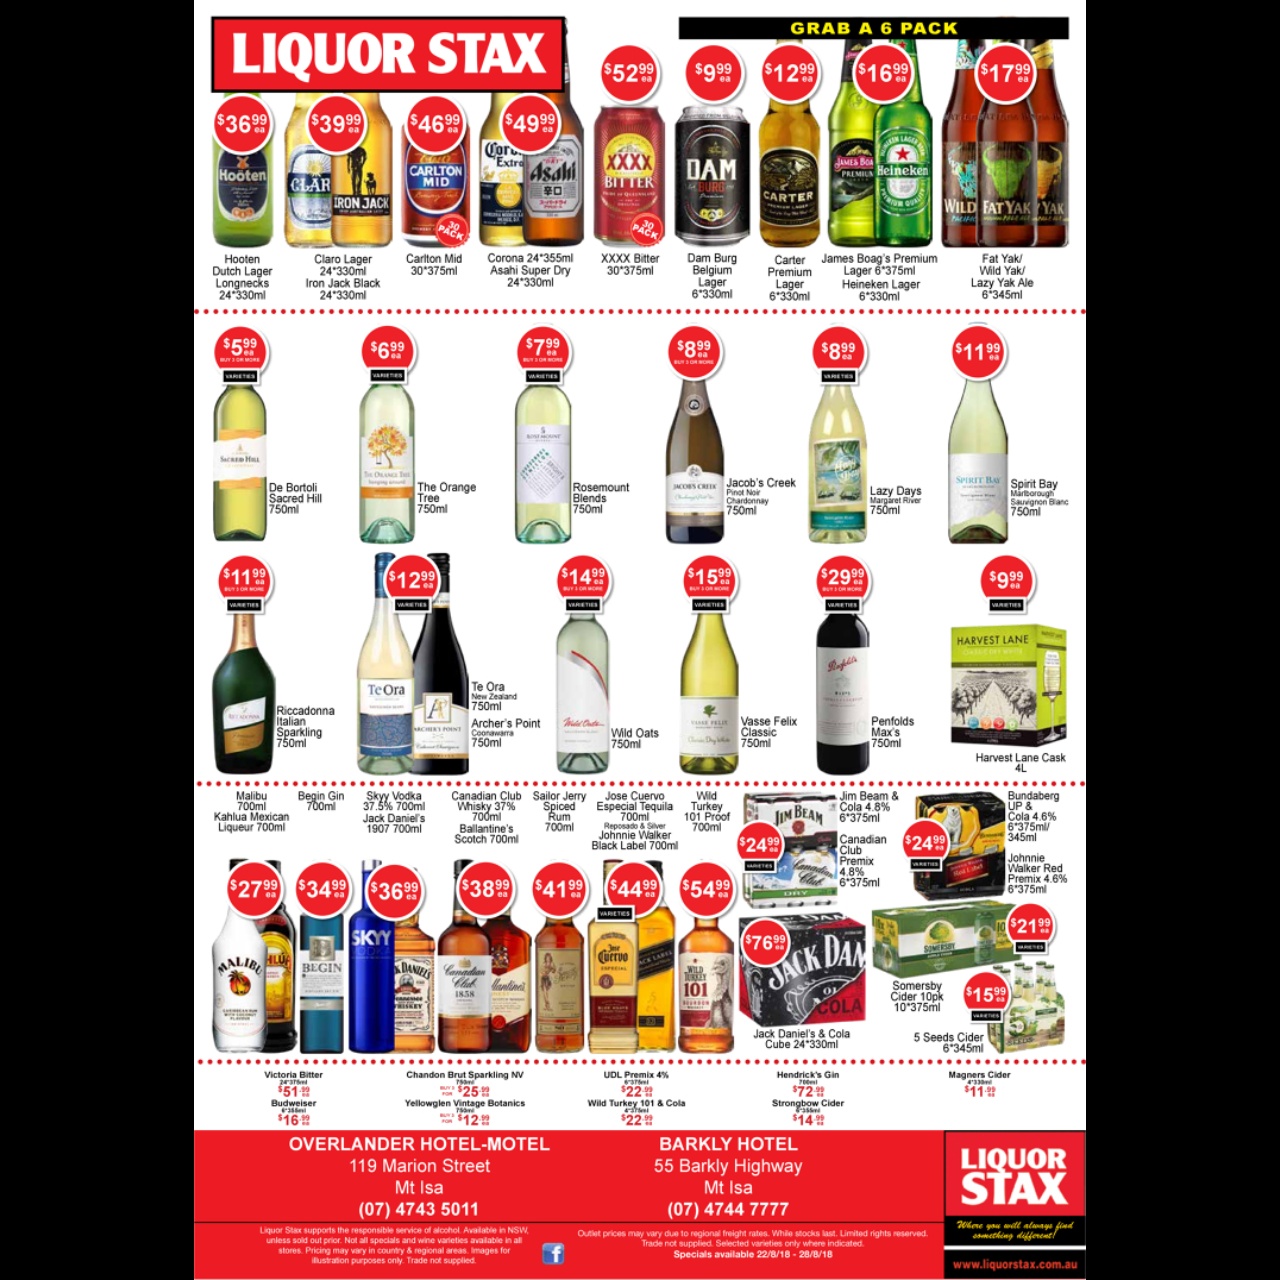 LIQUOR STAX
GRAB A 6 PACK
$36.99 ea
$39.99 ea
$46.99 ea
$49.99 ea
$52.99 ea
$9.99 ea
$12.99 ea
$16.99 ea
$17.99 ea
30 PACK
30 PACK
Hooten
Dutch Lager
Longnecks
24*330ml
Claro Lager
24*330ml
Iron Jack Black
24*330ml
Carlton Mid
30*375ml
Corona 24*355ml
Asahi Super Dry
24*330ml
XXXX Bitter
30*375ml
Dam Burg
Belgium
Lager
6*330ml
Carter
Premium
Lager
6*330ml
James Boag's Premium
Lager 6*375ml
Heineken Lager
6*330ml
Fat Yak/
Wild Yak/
Lazy Yak Ale
6*345ml
$5.99 ea
BUY 3 OR MORE
VARIETIES
De Bortoli
Sacred Hill
750ml
$6.99 ea
VARIETIES
The Orange
Tree
750ml
$7.99 ea
BUY 3 OR MORE
VARIETIES
Rosemount
Blends
750ml
$8.99 ea
BUY 3 OR MORE
Jacob's Creek
Pinot Noir
Chardonnay
750ml
$8.99 ea
VARIETIES
Lazy Days
Margaret River
750ml
$11.99 ea
Spirit Bay
Marlborough
Sauvignon Blanc
750ml
$11.99 ea
BUY 3 OR MORE
VARIETIES
Riccadonna
Italian
Sparkling
750ml
$12.99 ea
VARIETIES
Te Ora
New Zealand
750ml
Archer's Point
Coonawarra
750ml
$14.99 ea
BUY 3 OR MORE
VARIETIES
Wild Oats
750ml
$15.99 ea
BUY 3 OR MORE
VARIETIES
Vasse Felix
Classic
750ml
$29.99 ea
BUY 3 OR MORE
VARIETIES
Penfolds
Max's
750ml
$9.99 ea
VARIETIES
HARVEST LANE
Harvest Lane Cask
4L
Malibu
700ml
Kahlua Mexican
Liqueur 700ml
$27.99 ea
Begin Gin
700ml
$34.99 ea
Skyy Vodka
37.5% 700ml
Jack Daniel's
1907 700ml
$36.99 ea
Canadian Club
Whisky 37%
700ml
Ballantine's
Scotch 700ml
$38.99 ea
Sailor Jerry
Spiced
Rum
700ml
$41.99 ea
Jose Cuervo
Especial Tequila
700ml
Reposado & Silver
Johnnie Walker
Black Label 700ml
$44.99 ea
VARIETIES
Wild
Turkey
101 Proof
700ml
$54.99 ea
$24.99 ea
VARIETIES
Jim Beam &
Cola 4.8%
6*375ml
Canadian
Club
Premix
4.8%
6*375ml
$24.99 ea
VARIETIES
Bundaberg
UP &
Cola 4.6%
6*375ml/
345ml
Johnnie
Walker Red
Premix 4.6%
6*375ml
$76.99 ea
Jack Daniel's & Cola
Cube 24*330ml
$21.99 ea
VARIETIES
Somersby
Cider 10pk
10*375ml
$15.99 ea
VARIETIES
5 Seeds Cider
6*345ml
Victoria Bitter
24*375ml
$51.99 ea
Budweiser
6*355ml
$16.99 ea
Chandon Brut Sparkling NV
750ml
BUY 2 FOR $25.99 ea
Yellowglen Vintage Botanics
750ml
BUY 2 FOR $12.99 ea
UDL Premix 4%
6*375ml
$22.99 ea
Wild Turkey 101 & Cola
4*375ml
$22.99 ea
Hendrick's Gin
700ml
$72.99 ea
Strongbow Cider
6*355ml
$14.99 ea
Magners Cider
4*330ml
$11.99 ea
OVERLANDER HOTEL-MOTEL
119 Marion Street
Mt Isa
(07) 4743 5011
BARKLY HOTEL
55 Barkly Highway
Mt Isa
(07) 4744 7777
Liquor Stax supports the responsible service of alcohol. Available in NSW,
unless sold out prior. Not all specials and wine varieties available in all
stores. Pricing may vary in country & regional areas. Images for
illustration purposes only. Trade not supplied.
Outlet prices may vary due to regional freight rates. While stocks last. Limited rights reserved.
Trade not supplied. Selected varieties only where indicated.
Specials available 22/8/18 - 28/8/18
LIQUOR
STAX
Where you will always find
something different!
www.liquorstax.com.au